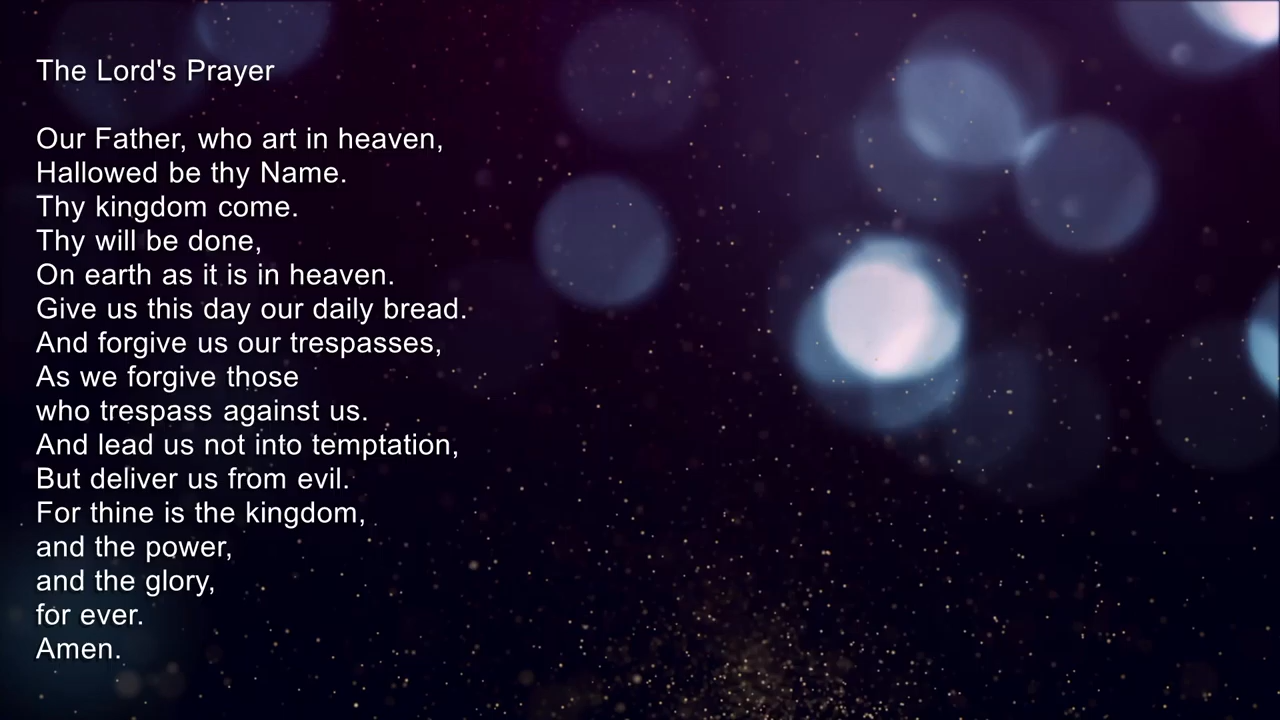 The Lord's Prayer
Our Father, who art in heaven,
Hallowed be thy Name.
Thy kingdom come.
Thy will be done,
On earth as it is in heaven.
Give us this day our daily bread.
And forgive us our trespasses,
As we forgive those
who trespass against us.
And lead us not into temptation,
But deliver us from evil.
For thine is the kingdom,
and the power,
and the glory,
for ever.
Amen.